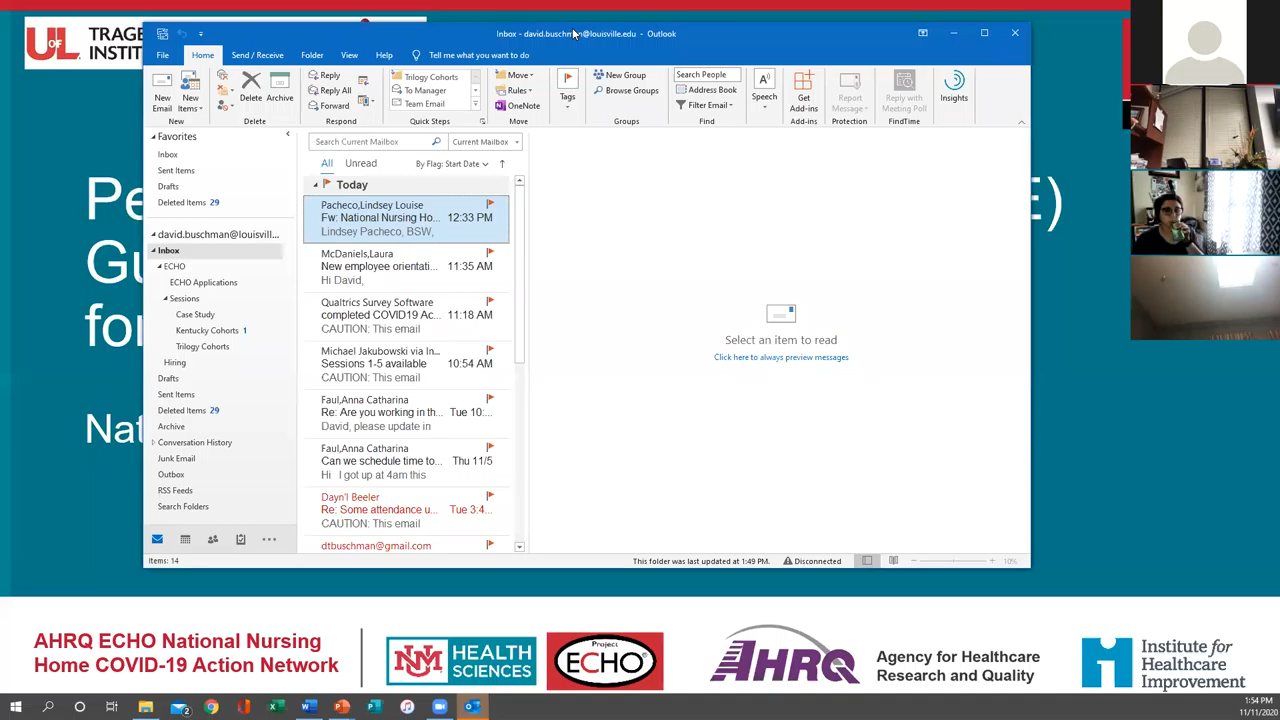 UofL
TRAGE
INSTIT
Pe
E)
Gu
for
Nat
Inbox - david.buschman@louisville.edu - Outlook
File
Home
Send / Receive
Folder
View
Help
Tell me what you want to do
New Email
New Items
Delete
Archive
Reply
Reply All
Forward
Trilogy Cohorts
To Manager
Team Email
Move
Rules
OneNote
Tags
New Group
Browse Groups
Search People
Address Book
Filter Email
Speech
Get Add-ins
Report Message
Reply with Meeting Poll
Insights
New
Delete
Respond
Quick Steps
Move
Groups
Find
Add-ins
Protection
FindTime
Favorites
Inbox
Sent Items
Drafts
Deleted Items 29
david.buschman@louisvill...
Inbox
ECHO
ECHO Applications
Sessions
Case Study
Kentucky Cohorts 1
Trilogy Cohorts
Hiring
Drafts
Sent Items
Deleted Items 29
Archive
Conversation History
Junk Email
Outbox
RSS Feeds
Search Folders
Search Current Mailbox
Current Mailbox
All Unread
By Flag: Start Date
Today
Pacheco,Lindsey Louise
Fw: National Nursing Ho... 12:33 PM
Lindsey Pacheco, BSW,
McDaniels,Laura
New employee orientati... 11:35 AM
Hi David,
Qualtrics Survey Software
completed COVID19 Ac... 11:18 AM
CAUTION: This email
Michael Jakubowski via In...
Sessions 1-5 available 10:54 AM
CAUTION: This email
Faul,Anna Catharina
Re: Are you working in th... Tue 10:...
David, please update in
Faul,Anna Catharina
Can we schedule time to... Thu 11/5
Hi I got up at 4am this
Dayn'l Beeler
Re: Some attendance u... Tue 3:4...
CAUTION: This email
dtbuschman@gmail.com
Select an item to read
Click here to always preview messages
Items: 14
This folder was last updated at 1:49 PM.
Disconnected
10%
AHRQ ECHO National Nursing
Home COVID-19 Action Network
UNM HEALTH
SCIENCES
Project
ECHO
AHRQ
Agency for Healthcare
Research and Quality
Institute for
Healthcare
Improvement
1:54 PM
11/11/2020